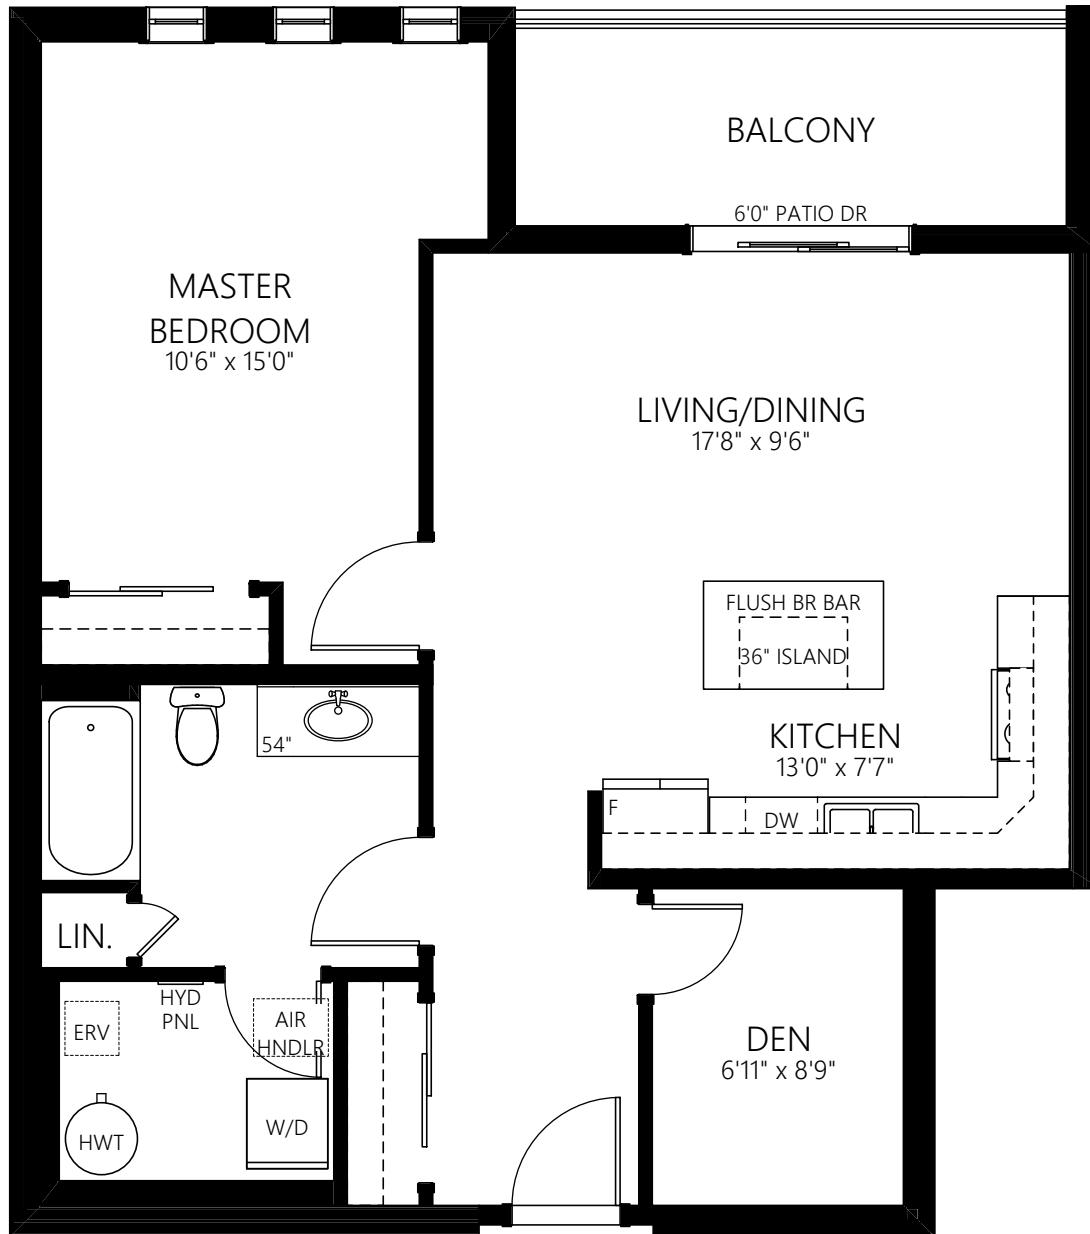 BALCONY
6'0" PATIO DR
MASTER
BEDROOM
10'6" x 15'0"
LIVING/DINING
17'8" x 9'6"
FLUSH BR BAR
36" ISLAND
KITCHEN
13'0" x 7'7"
54"
F
DW
LIN.
HYD
PNL
ERV
AIR
HNDLR
DEN
6'11" x 8'9"
W/D
HWT